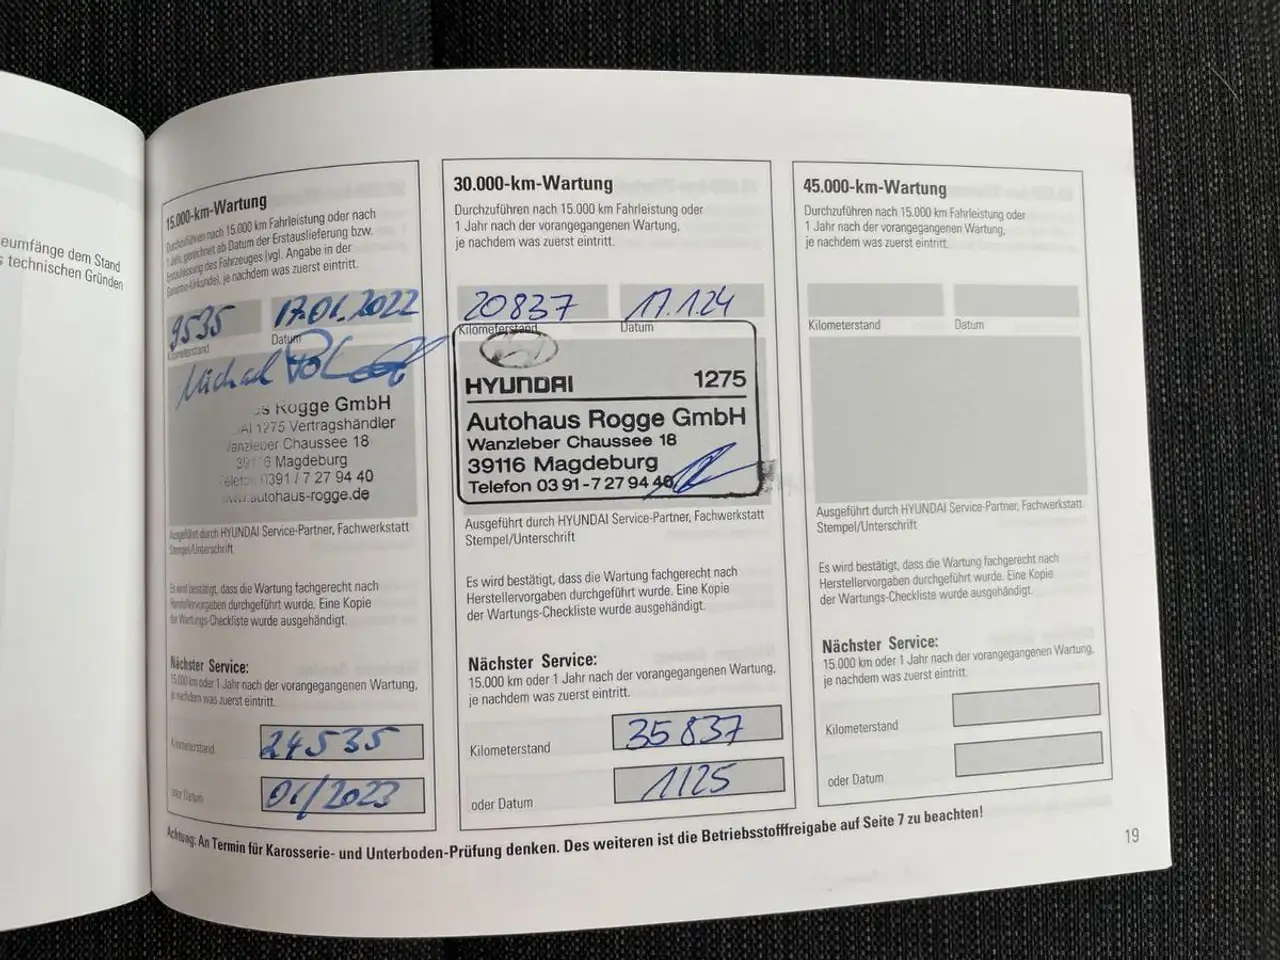 eumfänge dem Stand
s technischen Gründen
15.000-km-Wartung
Durchzuführen nach 15.000 km Fahrleistung oder nach
1 Jahr, gerechnet ab Datum der Erstauslieferung bzw.
Erstzulassung des Fahrzeuges (vgl. Angabe in der
Garantie-Urkunde), je nachdem was zuerst eintritt.
9535 17.01.2022
Kilometerstand Datum
Michael
us Rogge GmbH
AI 1275 Vertragshändler
Wanzleber Chaussee 18
39116 Magdeburg
Telefon 0391 / 7 27 94 40
www.autohaus-rogge.de
Ausgeführt durch HYUNDAI Service-Partner, Fachwerkstatt
Stempel/Unterschrift
Es wird bestätigt, dass die Wartung fachgerecht nach
Herstellervorgaben durchgeführt wurde. Eine Kopie
der Wartungs-Checkliste wurde ausgehändigt.
Nächster Service:
15.000 km oder 1 Jahr nach der vorangegangenen Wartung,
je nachdem was zuerst eintritt.
Kilometerstand 24535
oder Datum 01/2023
30.000-km-Wartung
Durchzuführen nach 15.000 km Fahrleistung oder
1 Jahr nach der vorangegangenen Wartung,
je nachdem was zuerst eintritt.
20837 17.1.24
Kilometerstand Datum
HYUNDAI 1275
Autohaus Rogge GmbH
Wanzleber Chaussee 18
39116 Magdeburg
Telefon 03 91 - 7 27 94 40
Ausgeführt durch HYUNDAI Service-Partner, Fachwerkstatt
Stempel/Unterschrift
Es wird bestätigt, dass die Wartung fachgerecht nach
Herstellervorgaben durchgeführt wurde. Eine Kopie
der Wartungs-Checkliste wurde ausgehändigt.
Nächster Service:
15.000 km oder 1 Jahr nach der vorangegangenen Wartung,
je nachdem was zuerst eintritt.
Kilometerstand 35837
oder Datum 1125
45.000-km-Wartung
Durchzuführen nach 15.000 km Fahrleistung oder
1 Jahr nach der vorangegangenen Wartung,
je nachdem was zuerst eintritt.
Kilometerstand Datum
Ausgeführt durch HYUNDAI Service-Partner, Fachwerkstatt
Stempel/Unterschrift
Es wird bestätigt, dass die Wartung fachgerecht nach
Herstellervorgaben durchgeführt wurde. Eine Kopie
der Wartungs-Checkliste wurde ausgehändigt.
Nächster Service:
15.000 km oder 1 Jahr nach der vorangegangenen Wartung,
je nachdem was zuerst eintritt.
Kilometerstand
oder Datum
Achtung: An Termin für Karosserie- und Unterboden-Prüfung denken. Des weiteren ist die Betriebsstofffreigabe auf Seite 7 zu beachten!
19